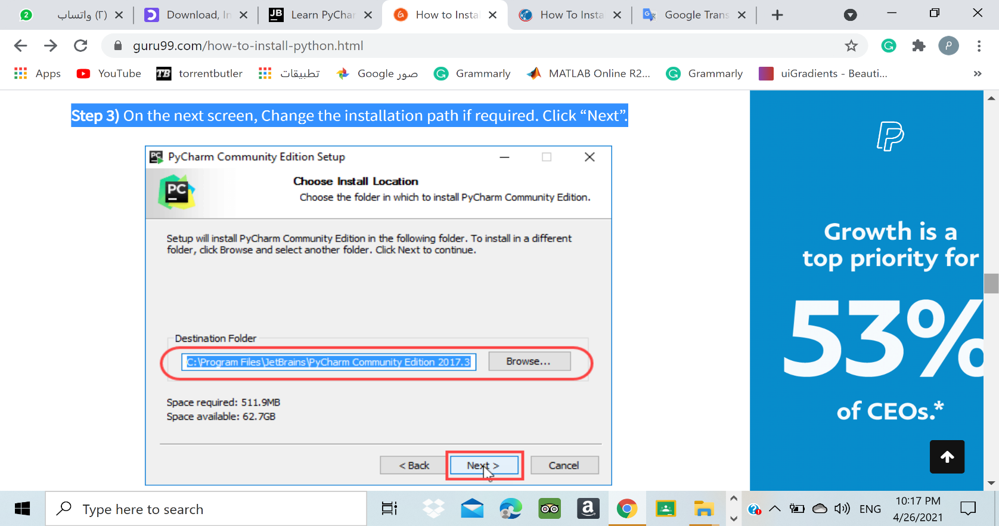 2
(٢) واتساب
Download, In
JB
Learn PyChar
How to Instal
How To Insta
Google Trans
guru99.com/how-to-install-python.html
P
Apps
YouTube
TB
torrentbutler
تطبيقات
صور Google
Grammarly
MATLAB Online R2...
Grammarly
uiGradients - Beauti...
»
Step 3) On the next screen, Change the installation path if required. Click “Next”.
PyCharm Community Edition Setup
PC
Choose Install Location
Choose the folder in which to install PyCharm Community Edition.
Setup will install PyCharm Community Edition in the following folder. To install in a different
folder, click Browse and select another folder. Click Next to continue.
Destination Folder
C:\Program Files\JetBrains\PyCharm Community Edition 2017.3
Browse...
Space required: 511.9MB
Space available: 62.7GB
< Back
Next >
Cancel
Growth is a
top priority for
53%
of CEOs.*
Type here to search
ENG
10:17 PM
4/26/2021